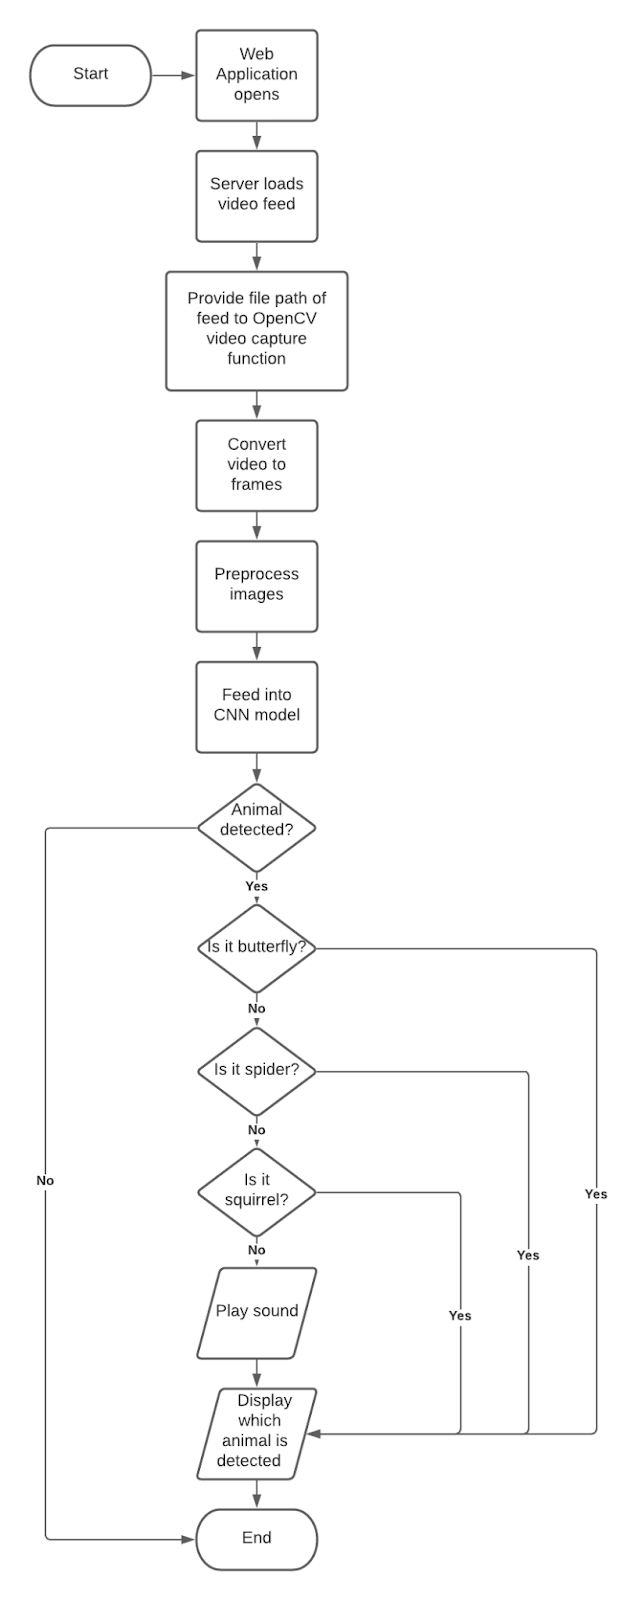 Start
Web
Application
opens
Server loads
video feed
Provide file path of
feed to OpenCV
video capture
function
Convert
video to
frames
Preprocess
images
Feed into
CNN model
Animal
detected?
Yes
Is it butterfly?
No
Is it spider?
No
Is it
squirrel?
No
No
Yes
Yes
Yes
Play sound
Display
which
animal is
detected
End